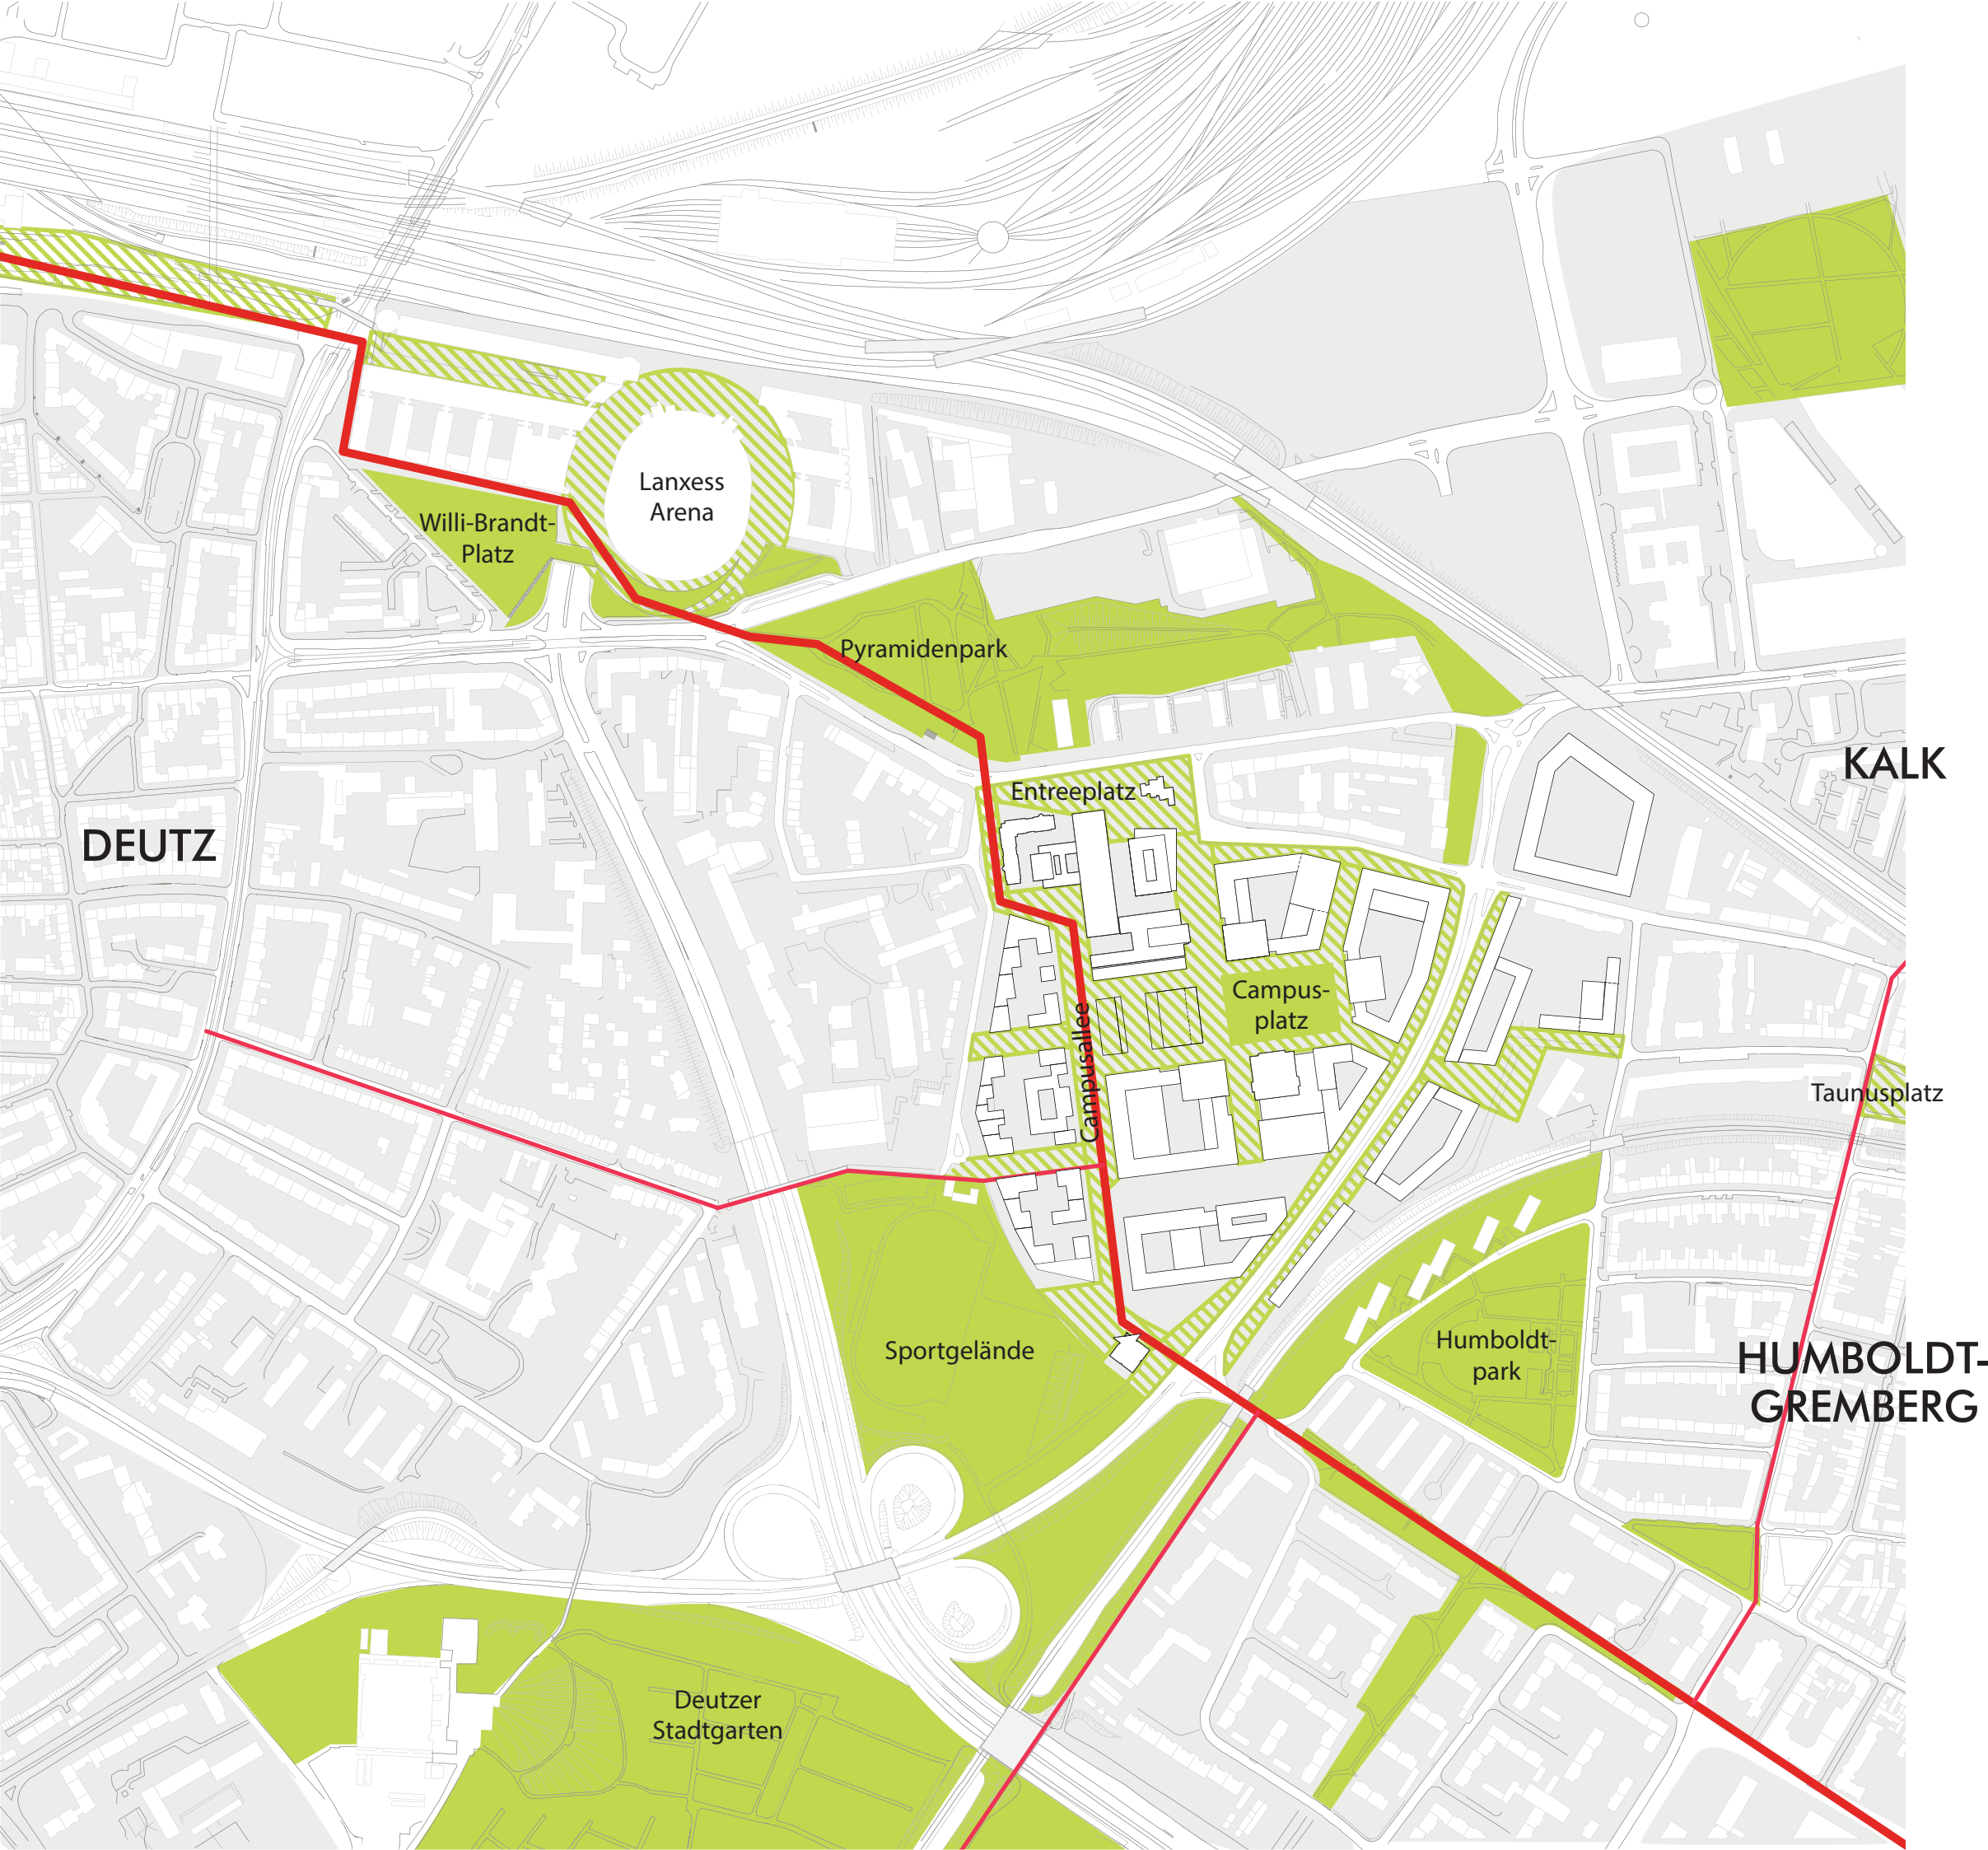 Lanxess
Arena
Willi-Brandt-
Platz
Pyramidenpark
KALK
Entreeplatz
DEUTZ
Campus-
platz
Campusallee
Taunusplatz
Sportgelände
Humboldt-
park
HUMBOLDT-
GREMBERG
Deutzer
Stadtgarten